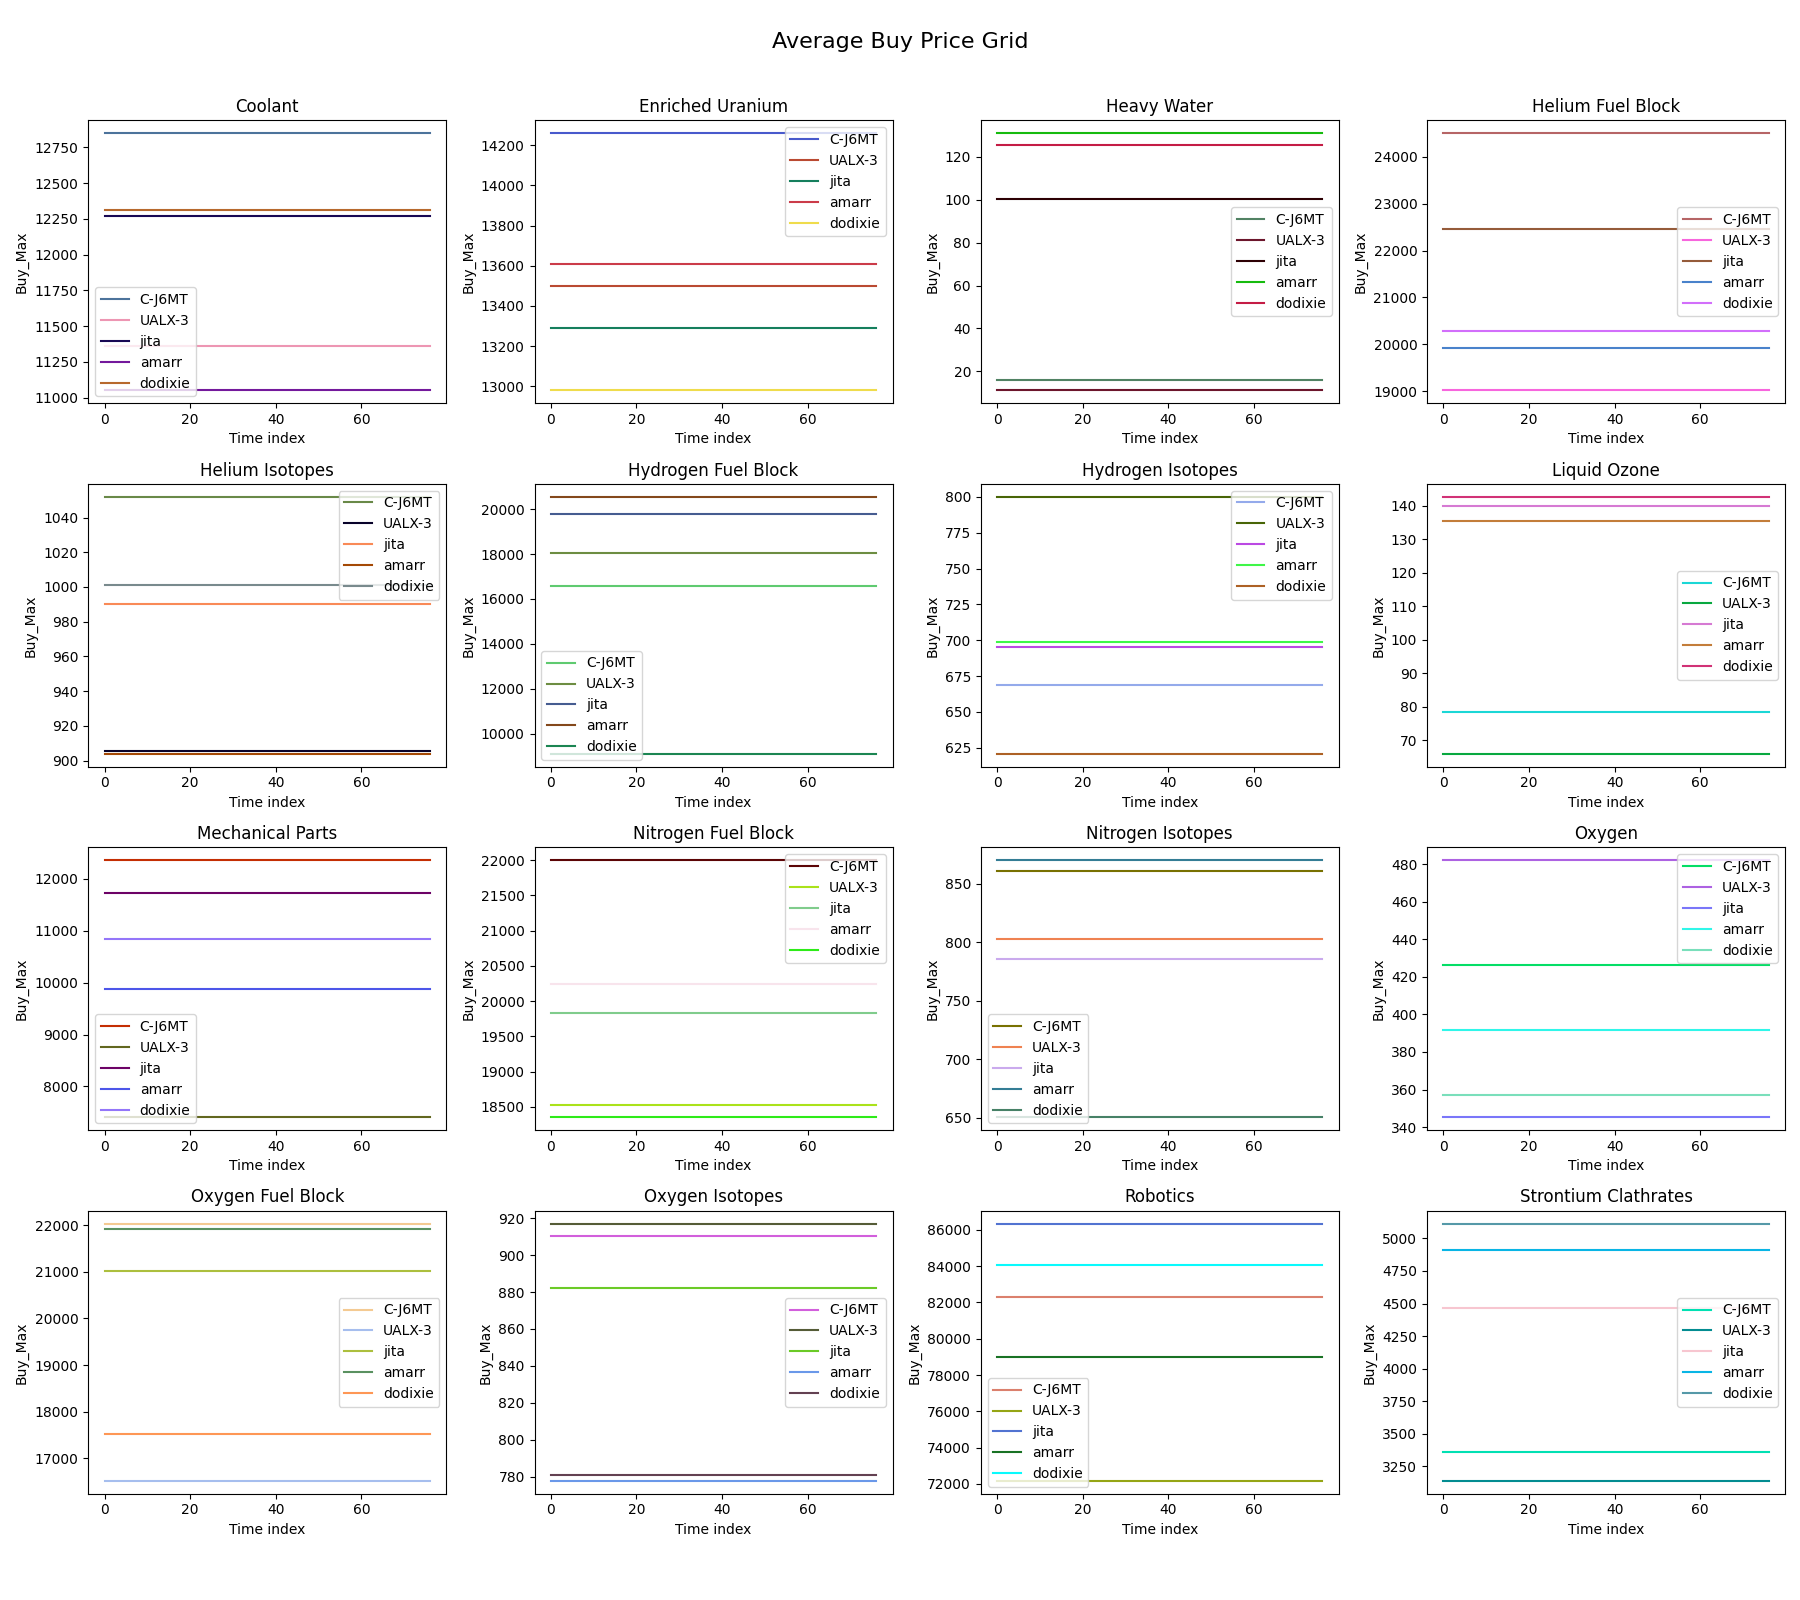 Average Buy Price Grid
Coolant
Buy_Max
12750
12500
12250
12000
11750
11500
11250
11000
C-J6MT
UALX-3
jita
amarr
dodixie
0 20 40 60
Time index
Enriched Uranium
Buy_Max
14200
14000
13800
13600
13400
13200
13000
C-J6MT
UALX-3
jita
amarr
dodixie
0 20 40 60
Time index
Heavy Water
Buy_Max
120
100
80
60
40
20
C-J6MT
UALX-3
jita
amarr
dodixie
0 20 40 60
Time index
Helium Fuel Block
Buy_Max
24000
23000
22000
21000
20000
19000
C-J6MT
UALX-3
jita
amarr
dodixie
0 20 40 60
Time index
Helium Isotopes
Buy_Max
1040
1020
1000
980
960
940
920
900
C-J6MT
UALX-3
jita
amarr
dodixie
0 20 40 60
Time index
Hydrogen Fuel Block
Buy_Max
20000
18000
16000
14000
12000
10000
C-J6MT
UALX-3
jita
amarr
dodixie
0 20 40 60
Time index
Hydrogen Isotopes
Buy_Max
800
775
750
725
700
675
650
625
C-J6MT
UALX-3
jita
amarr
dodixie
0 20 40 60
Time index
Liquid Ozone
Buy_Max
140
130
120
110
100
90
80
70
C-J6MT
UALX-3
jita
amarr
dodixie
0 20 40 60
Time index
Mechanical Parts
Buy_Max
12000
11000
10000
9000
8000
C-J6MT
UALX-3
jita
amarr
dodixie
0 20 40 60
Time index
Nitrogen Fuel Block
Buy_Max
22000
21500
21000
20500
20000
19500
19000
18500
C-J6MT
UALX-3
jita
amarr
dodixie
0 20 40 60
Time index
Nitrogen Isotopes
Buy_Max
850
800
750
700
650
C-J6MT
UALX-3
jita
amarr
dodixie
0 20 40 60
Time index
Oxygen
Buy_Max
480
460
440
420
400
380
360
340
C-J6MT
UALX-3
jita
amarr
dodixie
0 20 40 60
Time index
Oxygen Fuel Block
Buy_Max
22000
21000
20000
19000
18000
17000
C-J6MT
UALX-3
jita
amarr
dodixie
0 20 40 60
Time index
Oxygen Isotopes
Buy_Max
920
900
880
860
840
820
800
780
C-J6MT
UALX-3
jita
amarr
dodixie
0 20 40 60
Time index
Robotics
Buy_Max
86000
84000
82000
80000
78000
76000
74000
72000
C-J6MT
UALX-3
jita
amarr
dodixie
0 20 40 60
Time index
Strontium Clathrates
Buy_Max
5000
4750
4500
4250
4000
3750
3500
3250
C-J6MT
UALX-3
jita
amarr
dodixie
0 20 40 60
Time index